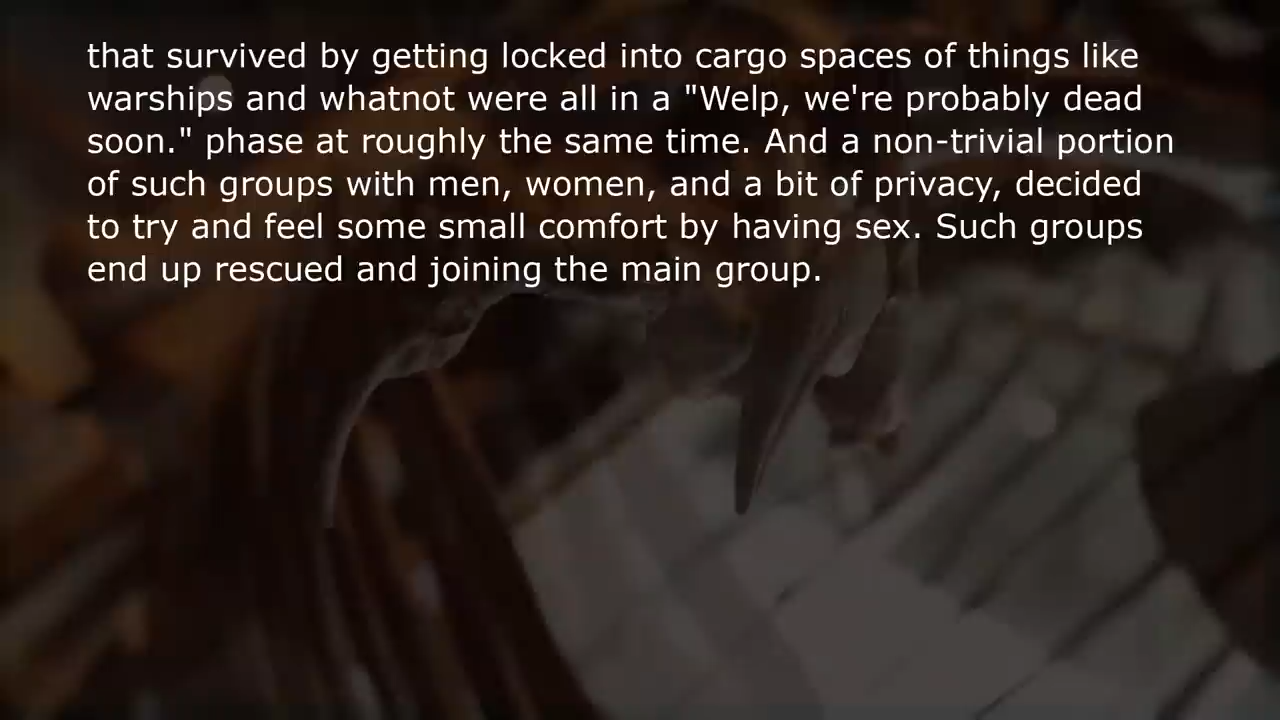 that survived by getting locked into cargo spaces of things like
warships and whatnot were all in a "Welp, we're probably dead
soon." phase at roughly the same time. And a non-trivial portion
of such groups with men, women, and a bit of privacy, decided
to try and feel some small comfort by having sex. Such groups
end up rescued and joining the main group.